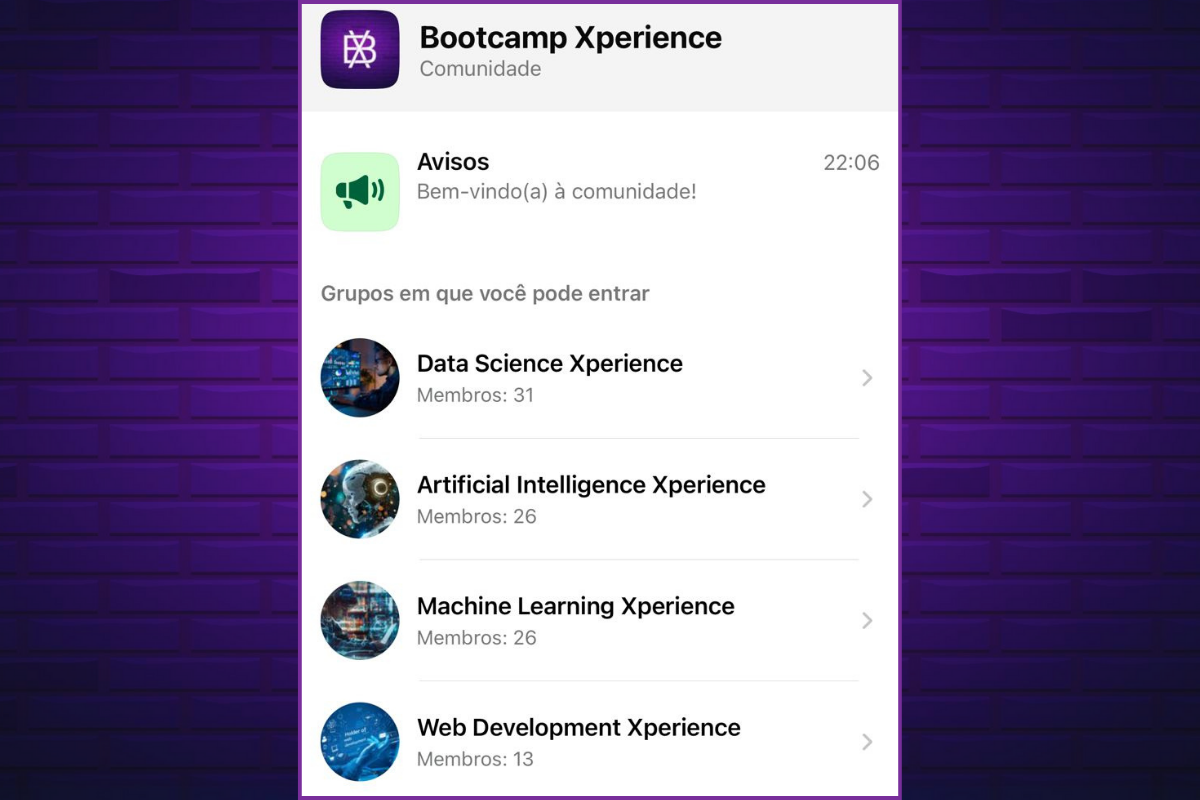 BX
Bootcamp Xperience
Comunidade
Avisos
22:06
Bem-vindo(a) à comunidade!
Grupos em que você pode entrar
Data Science Xperience
Membros: 31
Artificial Intelligence Xperience
Membros: 26
Machine Learning Xperience
Membros: 26
Web Development Xperience
Membros: 13